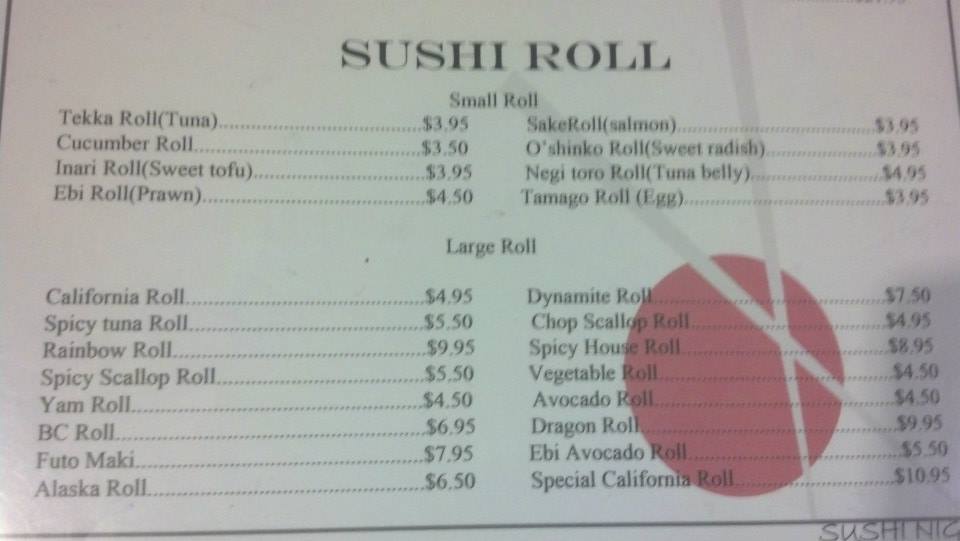 SUSHI ROLL
Small Roll
Tekka Roll(Tuna)...............$3.95
Cucumber Roll...............$3.50
Inari Roll(Sweet tofu)...............$3.95
Ebi Roll(Prawn)...............$4.50
SakeRoll(salmon)...............$3.95
O'shinko Roll(Sweet radish)...............$3.95
Negi toro Roll(Tuna belly)...............$4.95
Tamago Roll (Egg)...............$3.95
Large Roll
California Roll...............$4.95
Spicy tuna Roll...............$5.50
Rainbow Roll...............$9.95
Spicy Scallop Roll...............$5.50
Yam Roll...............$4.50
BC Roll...............$6.95
Futo Maki...............$7.95
Alaska Roll...............$6.50
Dynamite Roll...............$7.50
Chop Scallop Roll...............$4.95
Spicy House Roll...............$8.95
Vegetable Roll...............$4.50
Avocado Roll...............$4.50
Dragon Roll...............$9.95
Ebi Avocado Roll...............$5.50
Special California Roll...............$10.95
SUSHI NIG